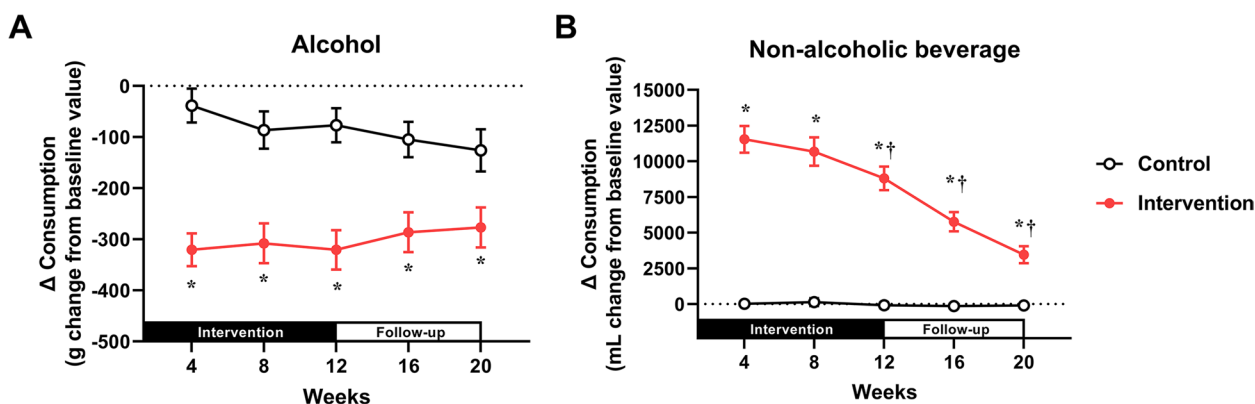 A
Alcohol
Δ Consumption
(g change from baseline value)
0
-100
-200
-300
-400
-500
* * * * *
Intervention
Follow-up
4 8 12 16 20
Weeks
B
Non-alcoholic beverage
Δ Consumption
(mL change from baseline value)
15000
12500
10000
7500
5000
2500
0
* * *† *† *†
Intervention
Follow-up
4 8 12 16 20
Weeks
Control
Intervention